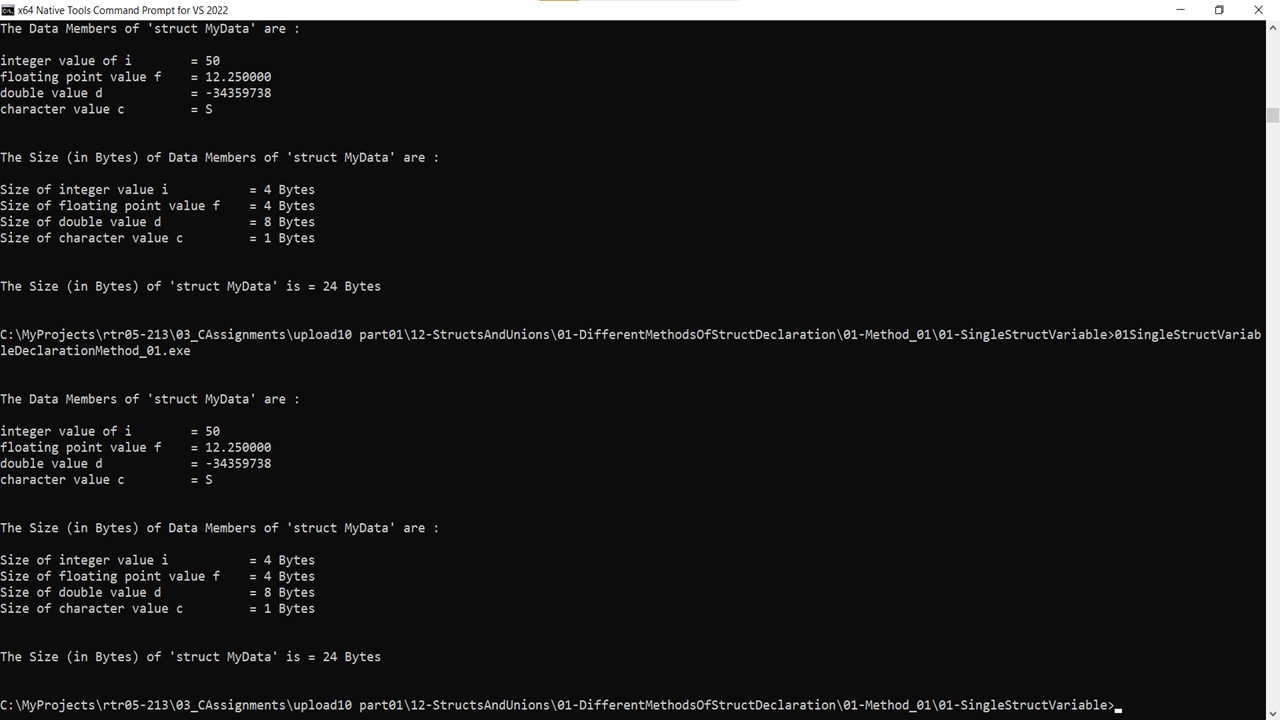 x64 Native Tools Command Prompt for VS 2022
The Data Members of 'struct MyData' are :
integer value of i        = 50
floating point value f    = 12.250000
double value d            = -34359738
character value c         = S
The Size (in Bytes) of Data Members of 'struct MyData' are :
Size of integer value i           = 4 Bytes
Size of floating point value f    = 4 Bytes
Size of double value d            = 8 Bytes
Size of character value c         = 1 Bytes
The Size (in Bytes) of 'struct MyData' is = 24 Bytes
C:\MyProjects\rtr05-213\03_CAssignments\upload10 part01\12-StructsAndUnions\01-DifferentMethodsOfStructDeclaration\01-Method_01\01-SingleStructVariable>01SingleStructVariab
leDeclarationMethod_01.exe
The Data Members of 'struct MyData' are :
integer value of i        = 50
floating point value f    = 12.250000
double value d            = -34359738
character value c         = S
The Size (in Bytes) of Data Members of 'struct MyData' are :
Size of integer value i           = 4 Bytes
Size of floating point value f    = 4 Bytes
Size of double value d            = 8 Bytes
Size of character value c         = 1 Bytes
The Size (in Bytes) of 'struct MyData' is = 24 Bytes
C:\MyProjects\rtr05-213\03_CAssignments\upload10 part01\12-StructsAndUnions\01-DifferentMethodsOfStructDeclaration\01-Method_01\01-SingleStructVariable>